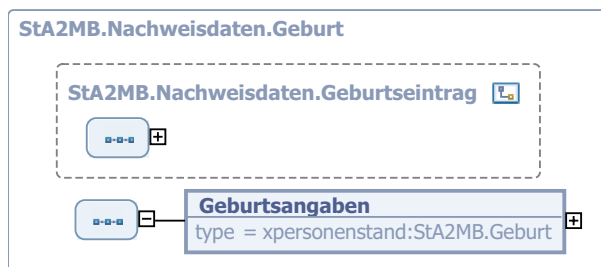 StA2MB.Nachweisdaten.Geburt
StA2MB.Nachweisdaten.Geburtseintrag
Geburtsangaben
type = xpersonenstand:StA2MB.Geburt